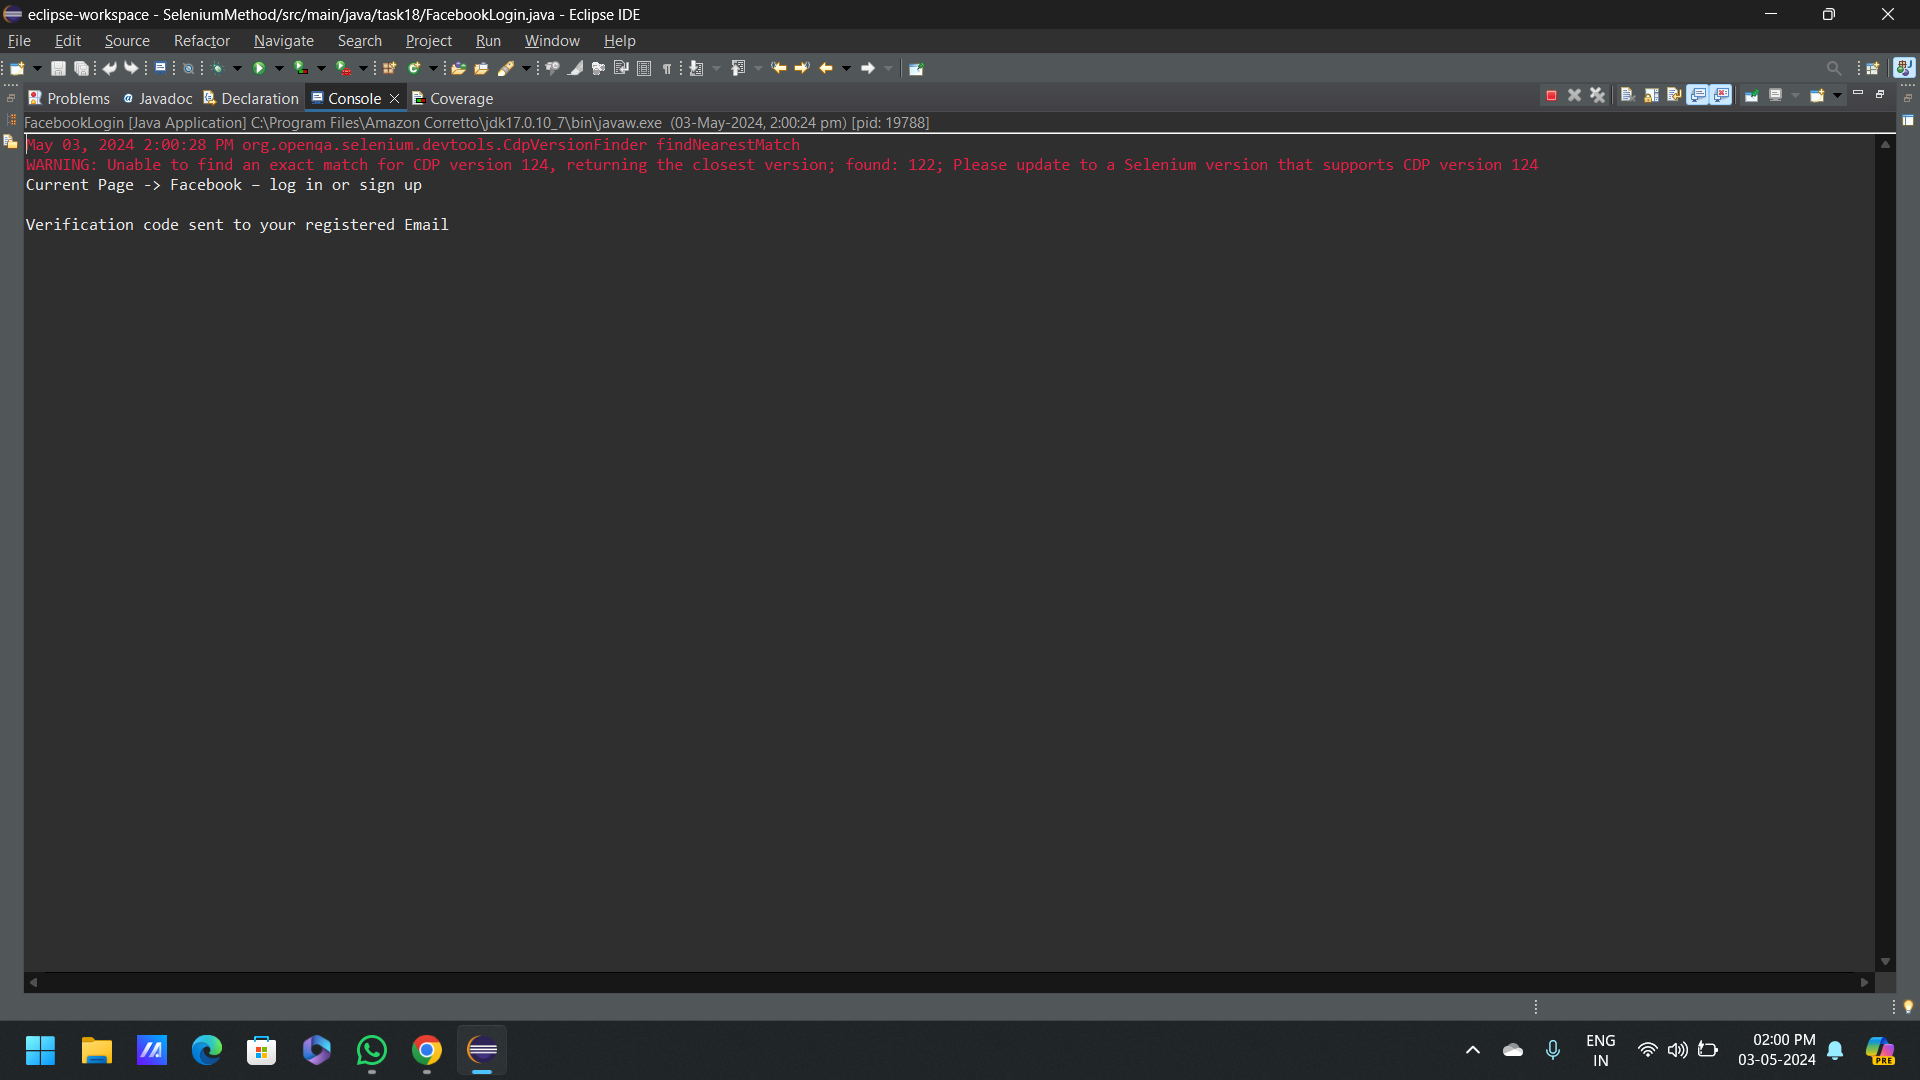 eclipse-workspace - SeleniumMethod/src/main/java/task18/FacebookLogin.java - Eclipse IDE
File Edit Source Refactor Navigate Search Project Run Window Help
Problems Javadoc Declaration Console Coverage
FacebookLogin [Java Application] C:\Program Files\Amazon Corretto\jdk17.0.10_7\bin\javaw.exe (03-May-2024, 2:00:24 pm) [pid: 19788]
May 03, 2024 2:00:28 PM org.openqa.selenium.devtools.CdpVersionFinder findNearestMatch
WARNING: Unable to find an exact match for CDP version 124, returning the closest version; found: 122; Please update to a Selenium version that supports CDP version 124
Current Page -> Facebook – log in or sign up
Verification code sent to your registered Email
ENG 02:00 PM
IN 03-05-2024
PRE